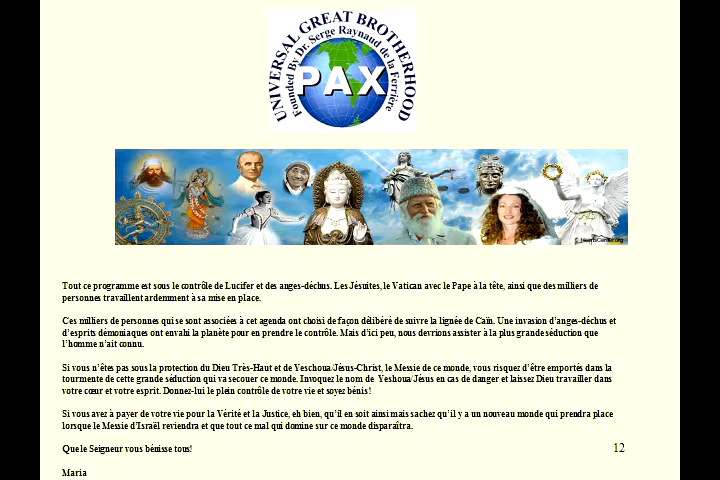 UNIVERSAL GREAT BROTHERHOOD
Founded By Dr. Serge Raynaud de la Ferrière
PAX
© HeartsCenter.org
Tout ce programme est sous le contrôle de Lucifer et des anges-déchus. Les Jésuites, le Vatican avec le Pape à la tête, ainsi que des milliers de
personnes travaillent ardemment à sa mise en place.
Ces milliers de personnes qui se sont associées à cet agenda ont choisi de façon délibéré de suivre la lignée de Caïn. Une invasion d'anges-déchus et
d'esprits démoniaques ont envahi la planète pour en prendre le contrôle. Mais d'ici peu, nous devrions assister à la plus grande séduction que
l'homme n'ait connu.
Si vous n'êtes pas sous la protection du Dieu Très-Haut et de Yeschoua/Jésus-Christ, le Messie de ce monde, vous risquez d'être emportés dans la
tourmente de cette grande séduction qui va secouer ce monde. Invoquez le nom de Yeshoua/Jésus en cas de danger et laissez Dieu travailler dans
votre cœur et votre esprit. Donnez-lui le plein contrôle de votre vie et soyez bénis!
Si vous avez à payer de votre vie pour la Vérité et la Justice, eh bien, qu'il en soit ainsi mais sachez qu'il y a un nouveau monde qui prendra place
lorsque le Messie d'Israël reviendra et que tout ce mal qui domine sur ce monde disparaîtra.
Que le Seigneur vous bénisse tous!
12
Maria